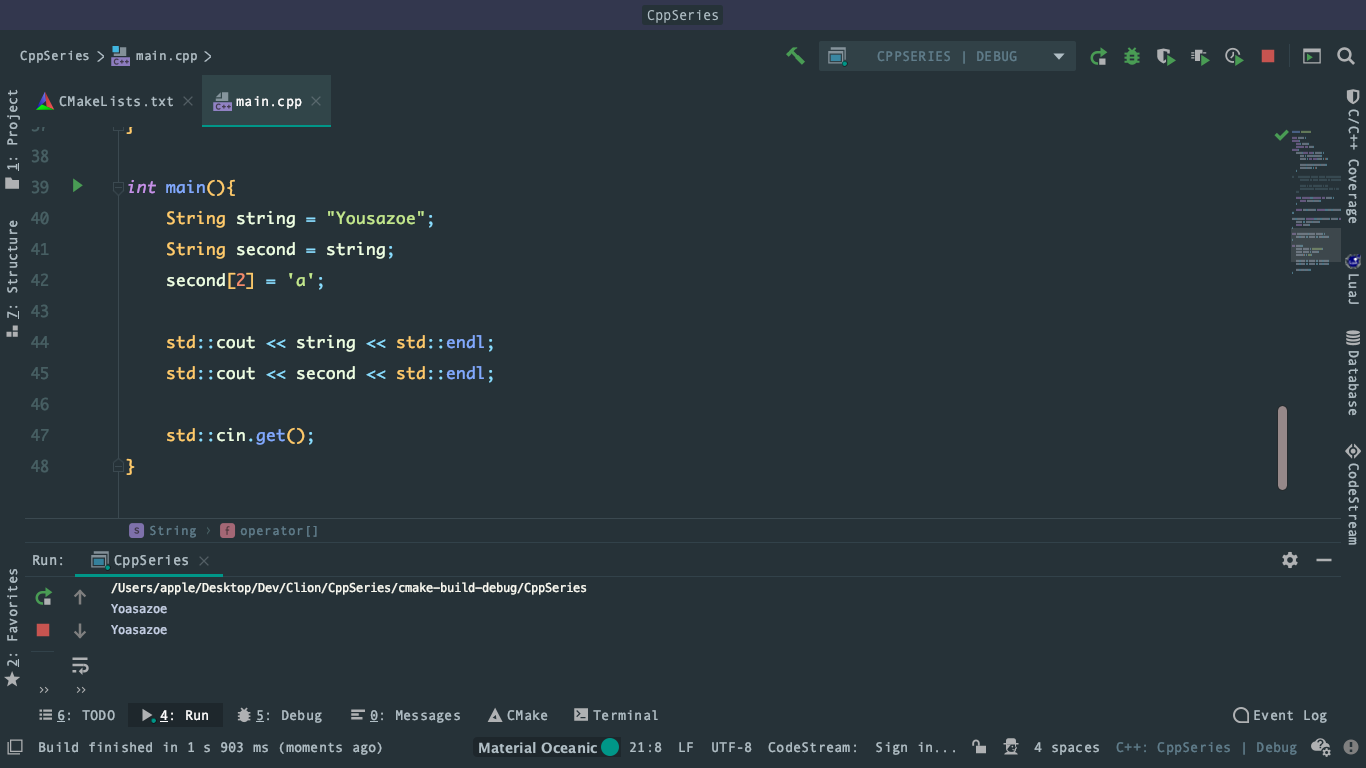 CppSeries
CppSeries > main.cpp >
CPPSERIES | DEBUG
CMakeLists.txt
main.cpp
1: Project
Z: Structure
2: Favorites
37 }
38
39 int main(){
40 String string = "Yousazoe";
41 String second = string;
42 second[2] = 'a';
43
44 std::cout << string << std::endl;
45 std::cout << second << std::endl;
46
47 std::cin.get();
48 }
C/C++ Coverage
LuaJ
Database
CodeStream
s String > f operator[]
Run: CppSeries
/Users/apple/Desktop/Dev/Clion/CppSeries/cmake-build-debug/CppSeries
Yoasazoe
Yoasazoe
6: TODO 4: Run 5: Debug 0: Messages CMake Terminal Event Log
Build finished in 1 s 903 ms (moments ago) Material Oceanic 21:8 LF UTF-8 CodeStream: Sign in... 4 spaces C++: CppSeries | Debug